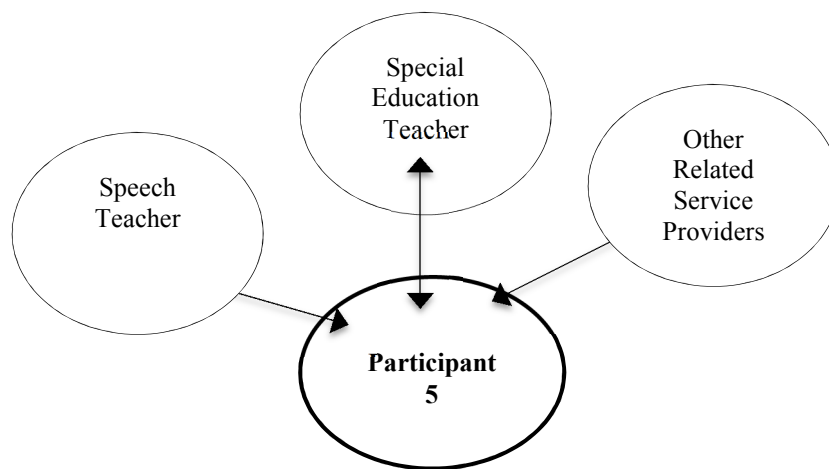 Special
Education
Teacher
Other
Related
Service
Providers
Speech
Teacher
Participant
5